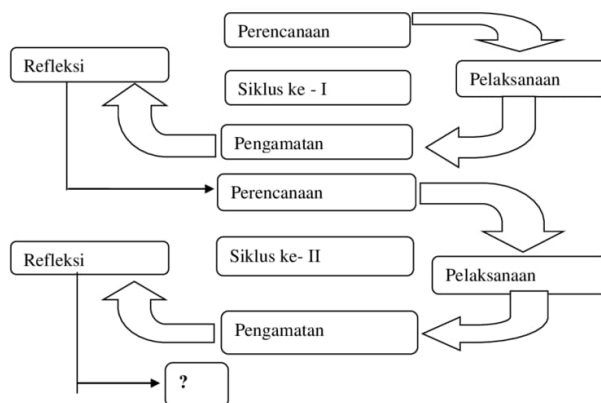 Perencanaan
Refleksi
Pelaksanaan
Siklus ke - I
Pengamatan
Perencanaan
Refleksi
Siklus ke- II
Pelaksanaan
Pengamatan
?